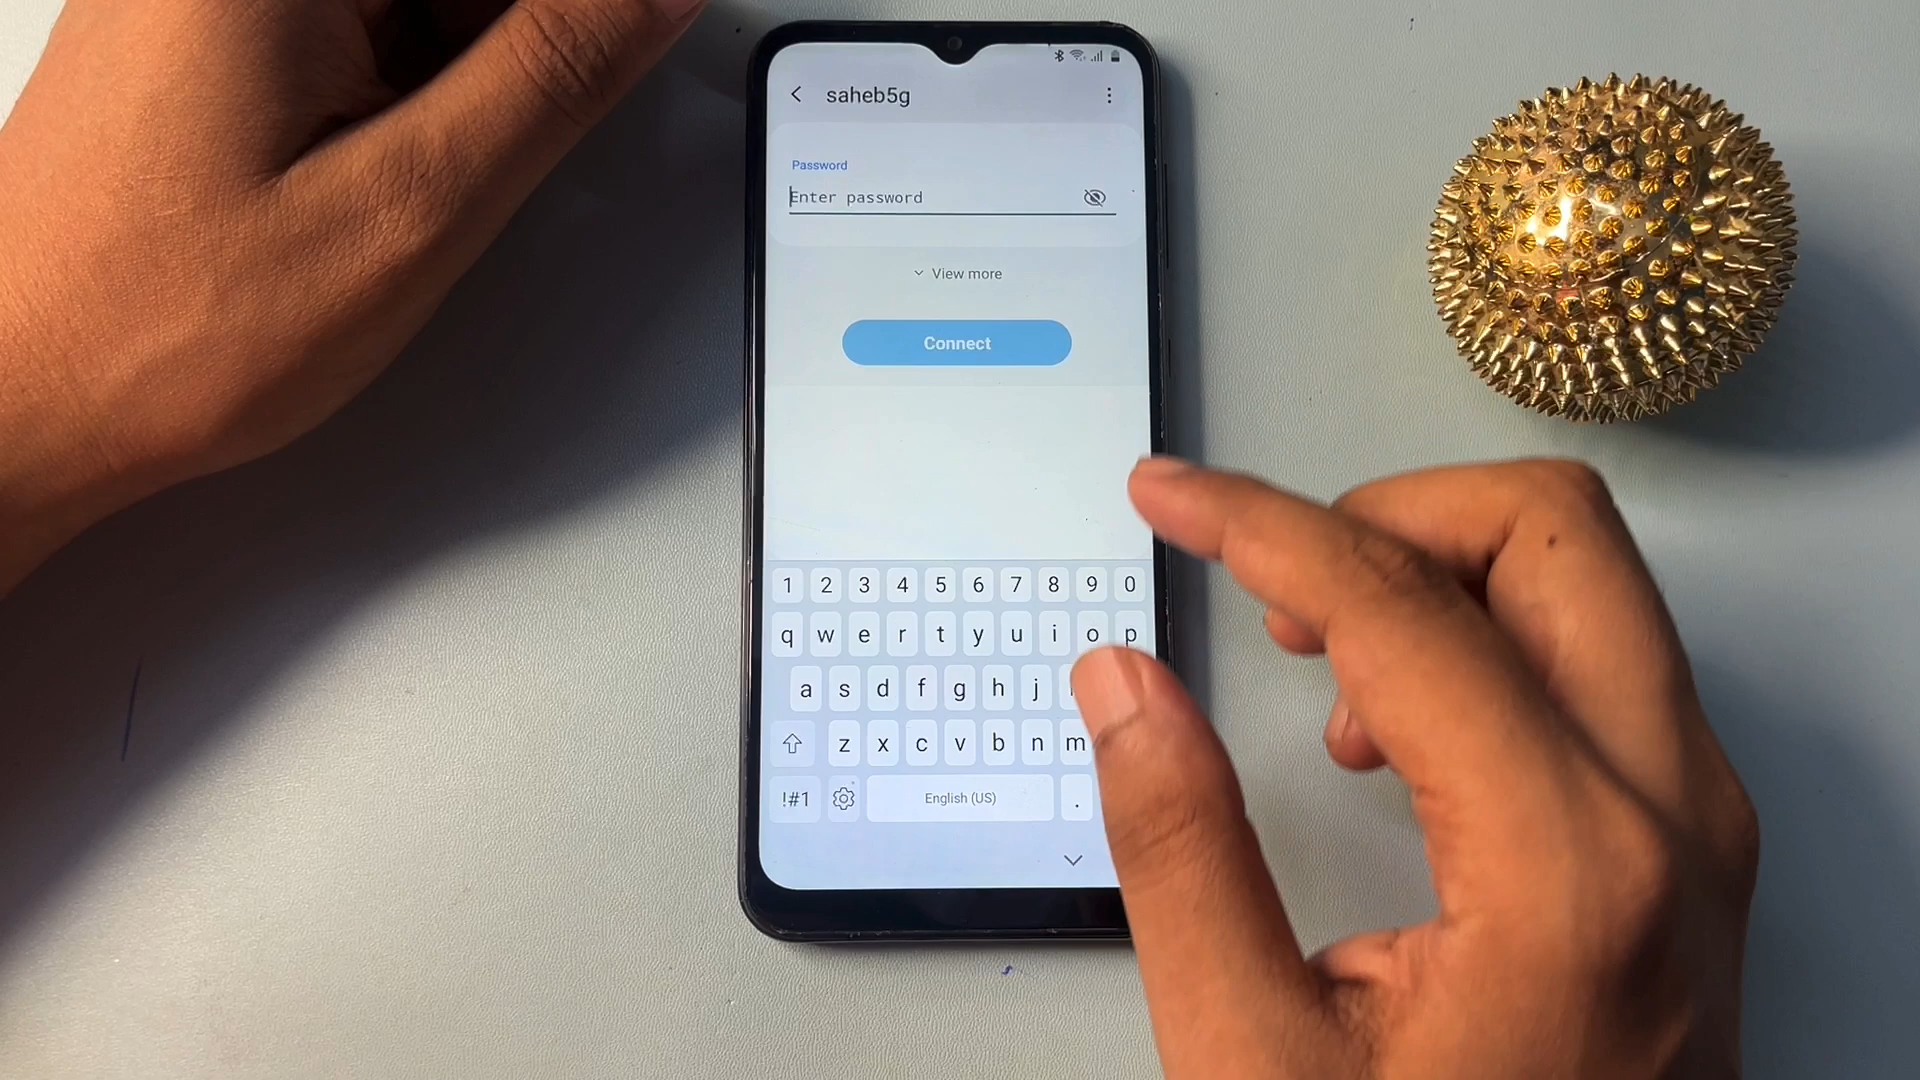 saheb5g
Password
Enter password
View more
Connect
1 2 3 4 5 6 7 8 9 0
q w e r t y u i o p
a s d f g h j
z x c v b n m
!#1 English (US) .